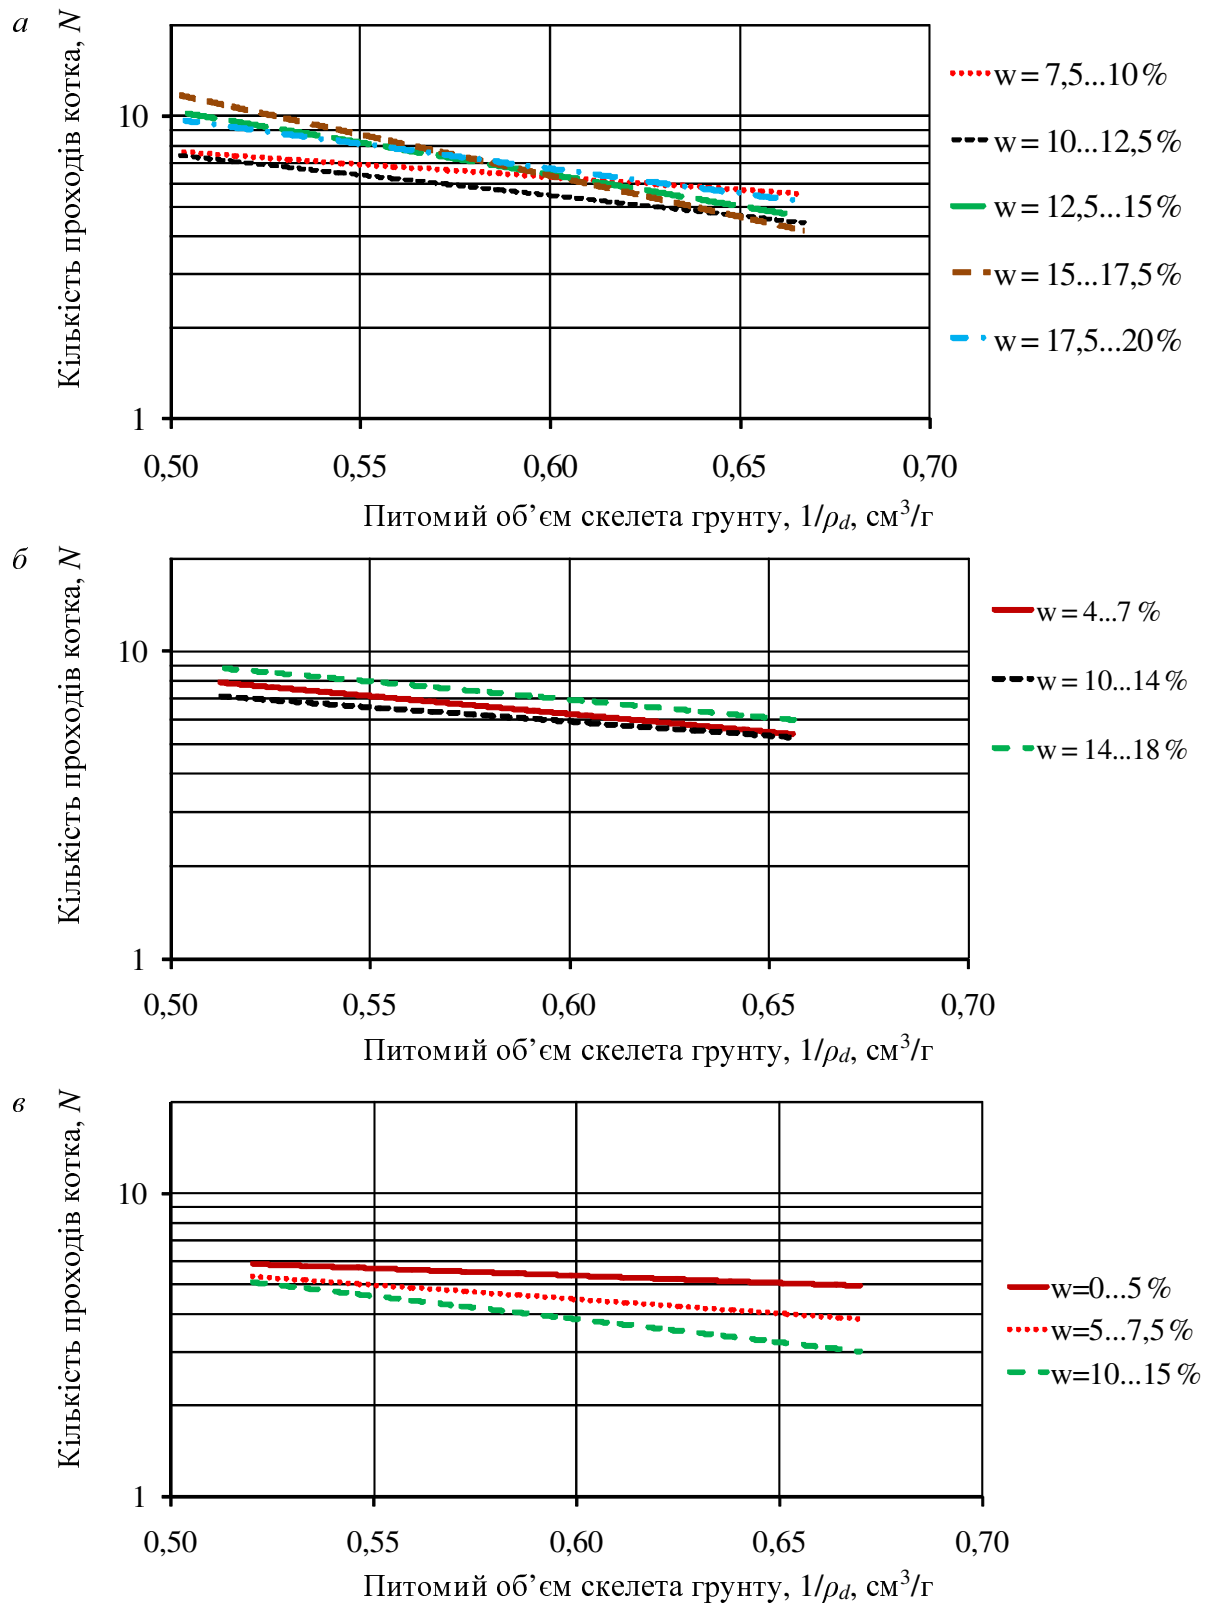 а
Кількість проходів котка, N
10
1
0,50 0,55 0,60 0,65 0,70
Питомий об’єм скелета грунту, 1/ρd, см³/г
w = 7,5...10%
w = 10...12,5%
w = 12,5...15%
w = 15...17,5%
w = 17,5...20%
б
Кількість проходів котка, N
10
1
0,50 0,55 0,60 0,65 0,70
Питомий об’єм скелета грунту, 1/ρd, см³/г
w = 4...7 %
w = 10...14%
w = 14...18 %
в
Кількість проходів котка, N
10
1
0,50 0,55 0,60 0,65 0,70
Питомий об’єм скелета грунту, 1/ρd, см³/г
w=0...5 %
w=5...7,5 %
w=10...15 %